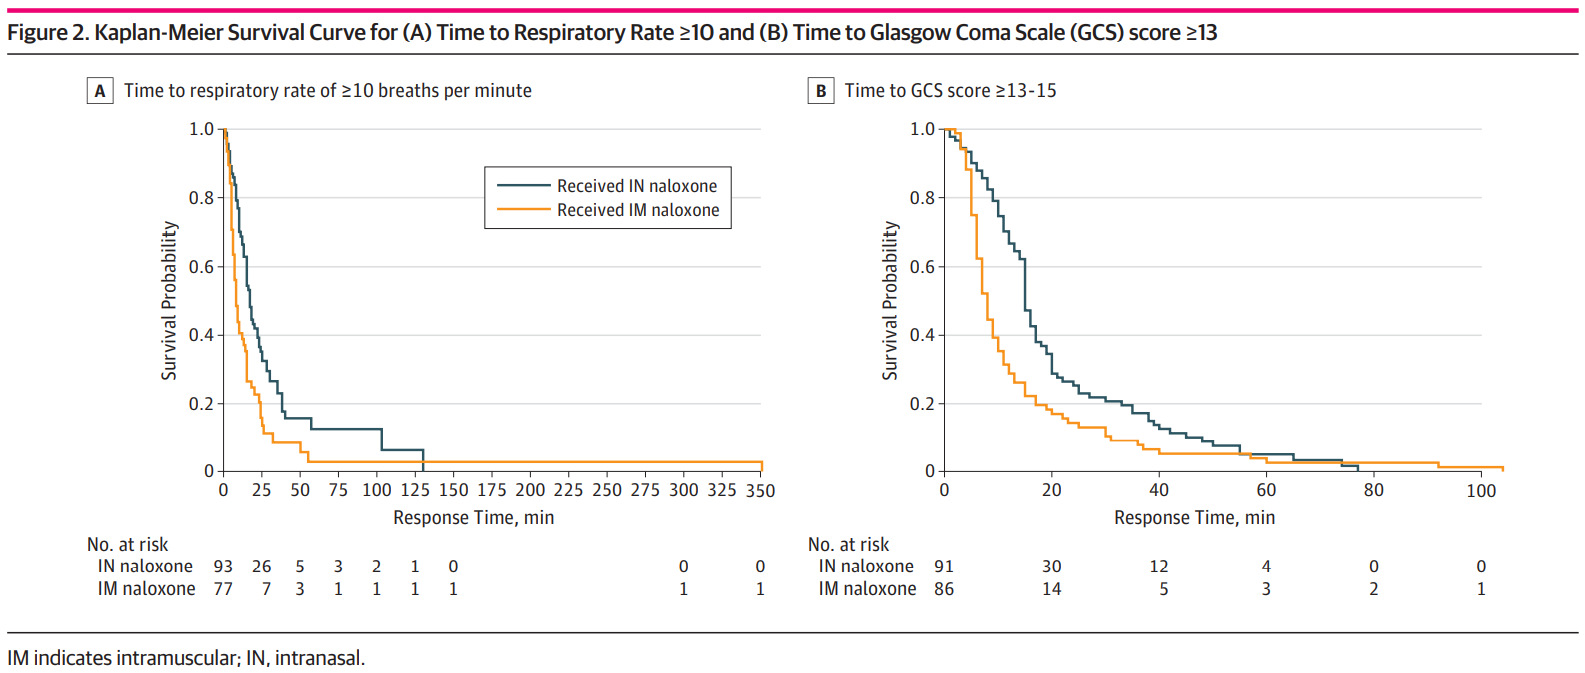 Figure 2. Kaplan-Meier Survival Curve for (A) Time to Respiratory Rate ≥10 and (B) Time to Glasgow Coma Scale (GCS) score ≥13
A Time to respiratory rate of ≥10 breaths per minute
1.0
0.8
0.6
0.4
0.2
0
Survival Probability
Received IN naloxone
Received IM naloxone
0 25 50 75 100 125 150 175 200 225 250 275 300 325 350
Response Time, min
No. at risk
IN naloxone 93 26 5 3 2 1 0 0 0
IM naloxone 77 7 3 1 1 1 1 1 1
B Time to GCS score ≥13-15
1.0
0.8
0.6
0.4
0.2
0
Survival Probability
0 20 40 60 80 100
Response Time, min
No. at risk
IN naloxone 91 30 12 4 0 0
IM naloxone 86 14 5 3 2 1
IM indicates intramuscular; IN, intranasal.